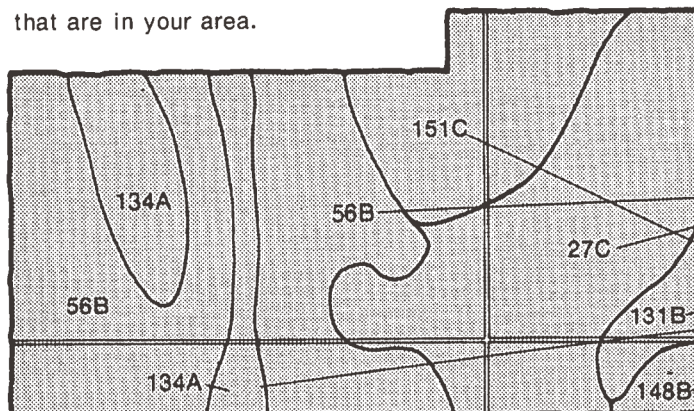 that are in your area.
151C
134A
56B
27C
56B
131B
134A
148B